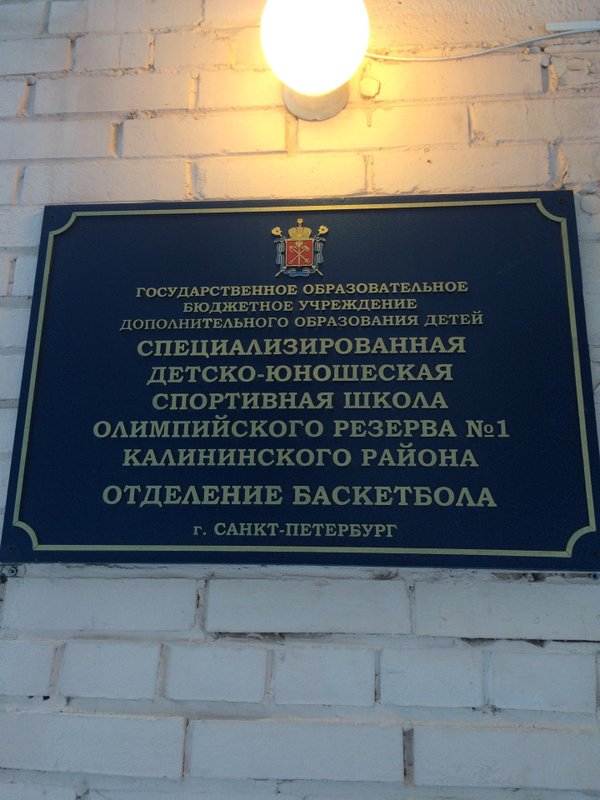 ГОСУДАРСТВЕННОЕ ОБРАЗОВАТЕЛЬНОЕ
БЮДЖЕТНОЕ УЧРЕЖДЕНИЕ
ДОПОЛНИТЕЛЬНОГО ОБРАЗОВАНИЯ ДЕТЕЙ
СПЕЦИАЛИЗИРОВАННАЯ
ДЕТСКО-ЮНОШЕСКАЯ
СПОРТИВНАЯ ШКОЛА
ОЛИМПИЙСКОГО РЕЗЕРВА №1
КАЛИНИНСКОГО РАЙОНА
ОТДЕЛЕНИЕ БАСКЕТБОЛА
г. САНКТ-ПЕТЕРБУРГ